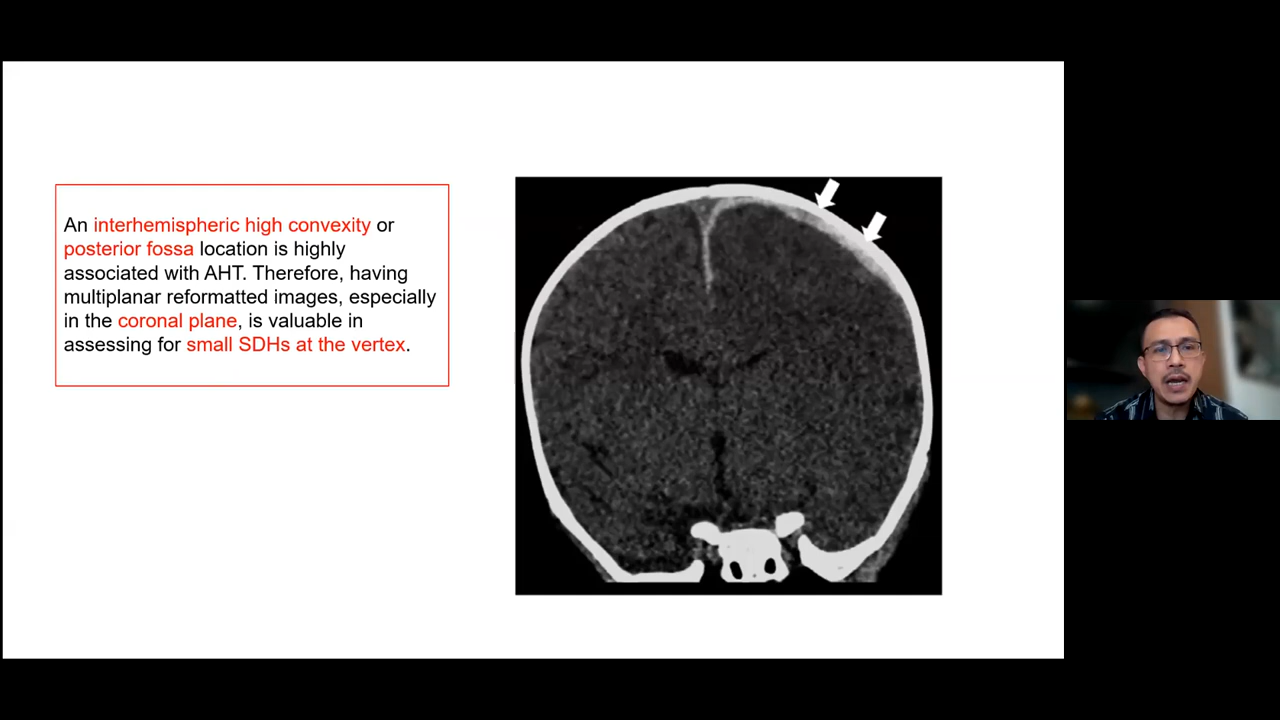 An interhemispheric high convexity or
posterior fossa location is highly
associated with AHT. Therefore, having
multiplanar reformatted images, especially
in the coronal plane, is valuable in
assessing for small SDHs at the vertex.